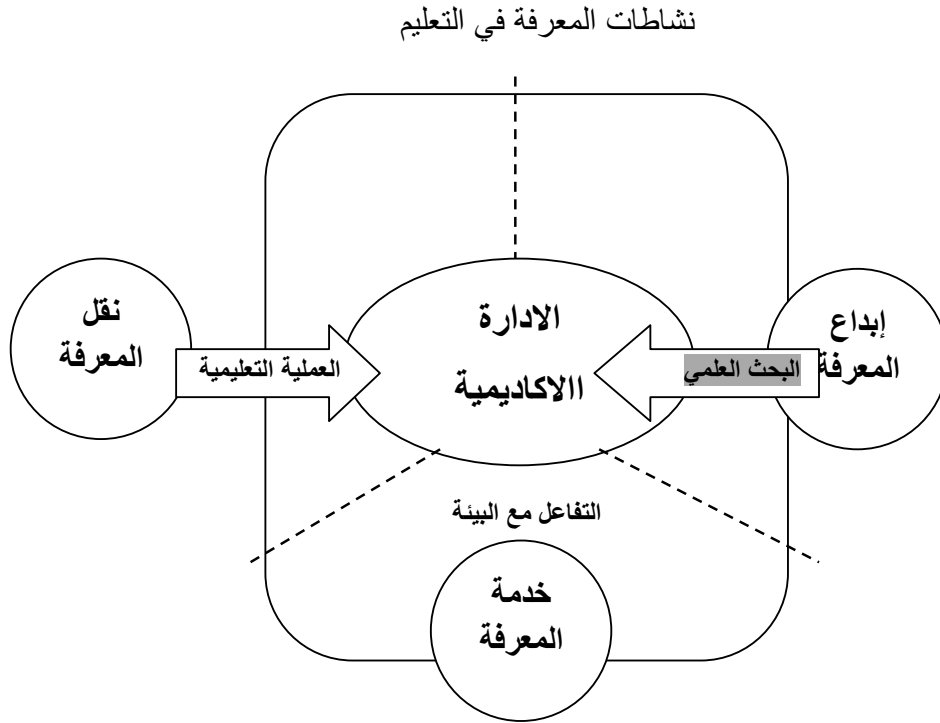 نشاطات المعرفة في التعليم
إبداع
المعرفة
البحث العلمي
الادارة
االاكاديمية
نقل
المعرفة
العملية التعليمية
التفاعل مع البيئة
خدمة
المعرفة